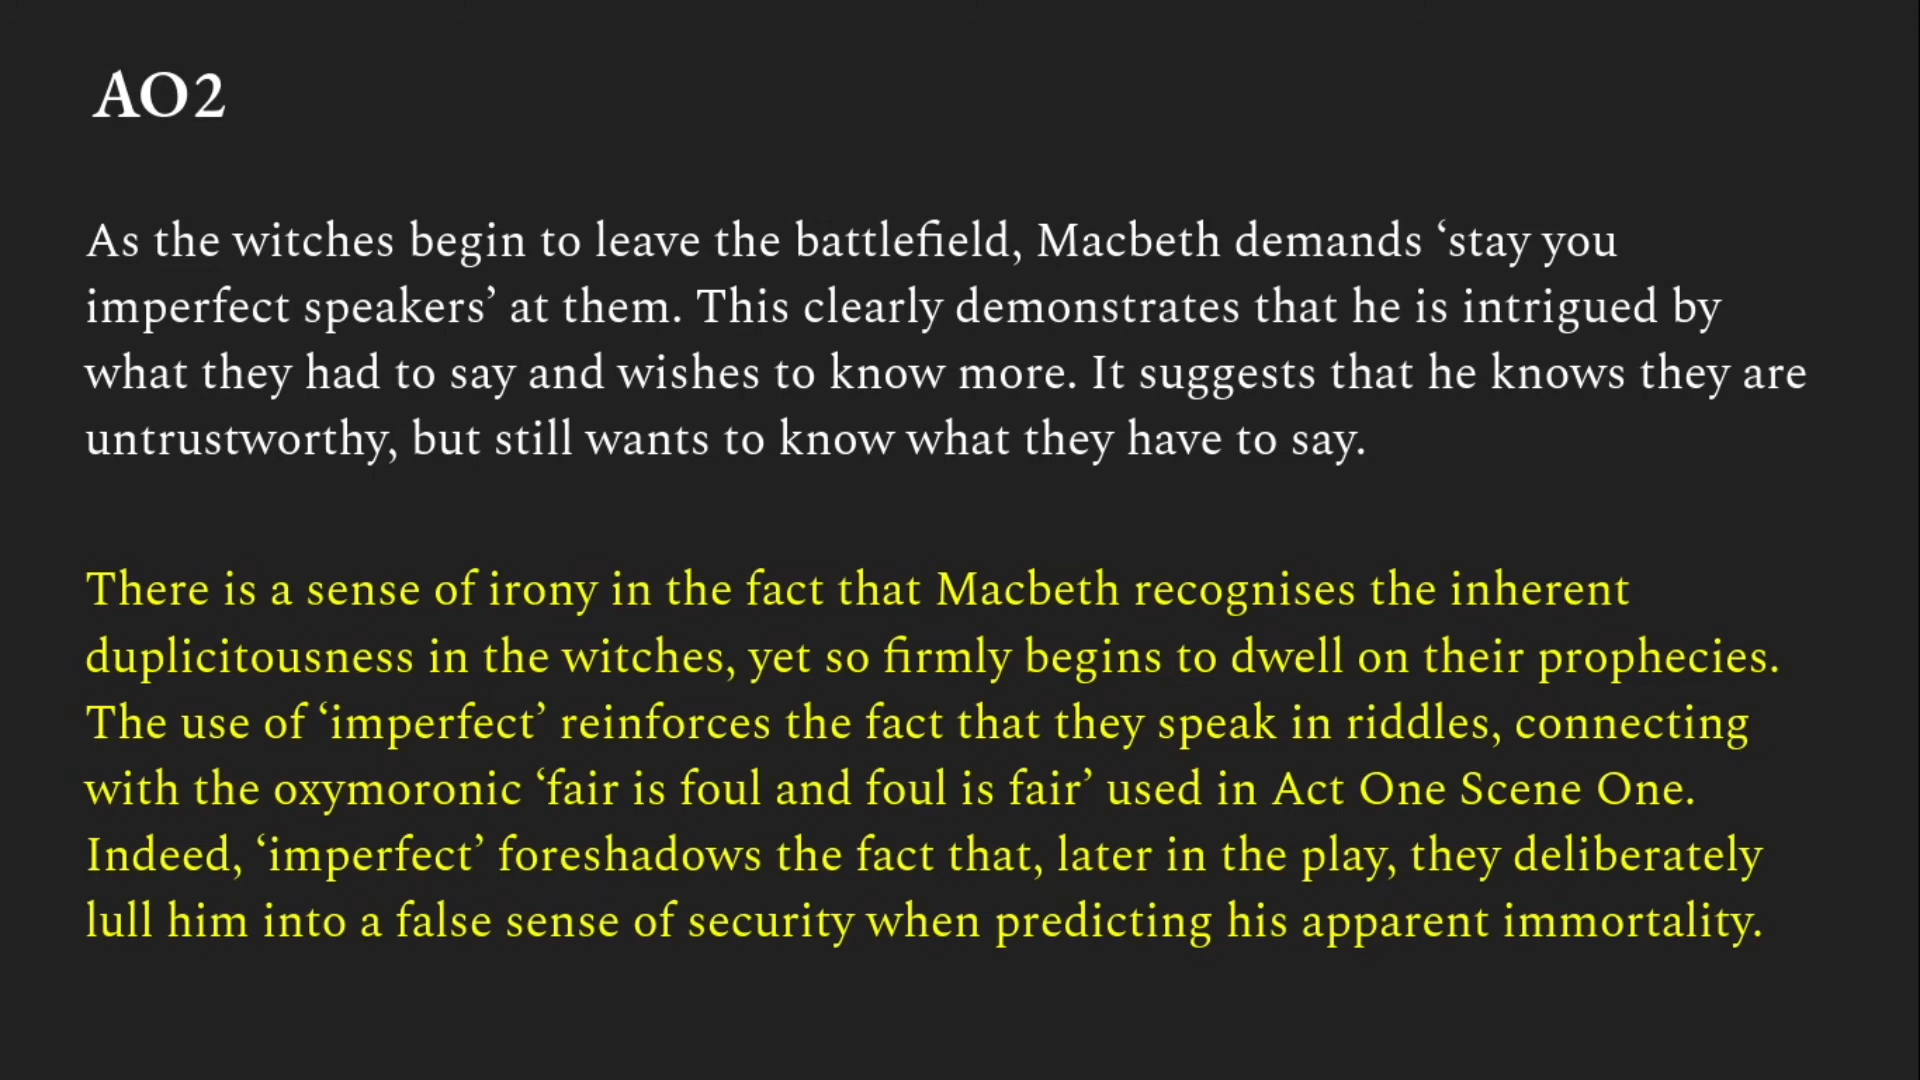 AO2
As the witches begin to leave the battlefield, Macbeth demands ‘stay you
imperfect speakers’ at them. This clearly demonstrates that he is intrigued by
what they had to say and wishes to know more. It suggests that he knows they are
untrustworthy, but still wants to know what they have to say.
There is a sense of irony in the fact that Macbeth recognises the inherent
duplicitousness in the witches, yet so firmly begins to dwell on their prophecies.
The use of ‘imperfect’ reinforces the fact that they speak in riddles, connecting
with the oxymoronic ‘fair is foul and foul is fair’ used in Act One Scene One.
Indeed, ‘imperfect’ foreshadows the fact that, later in the play, they deliberately
lull him into a false sense of security when predicting his apparent immortality.